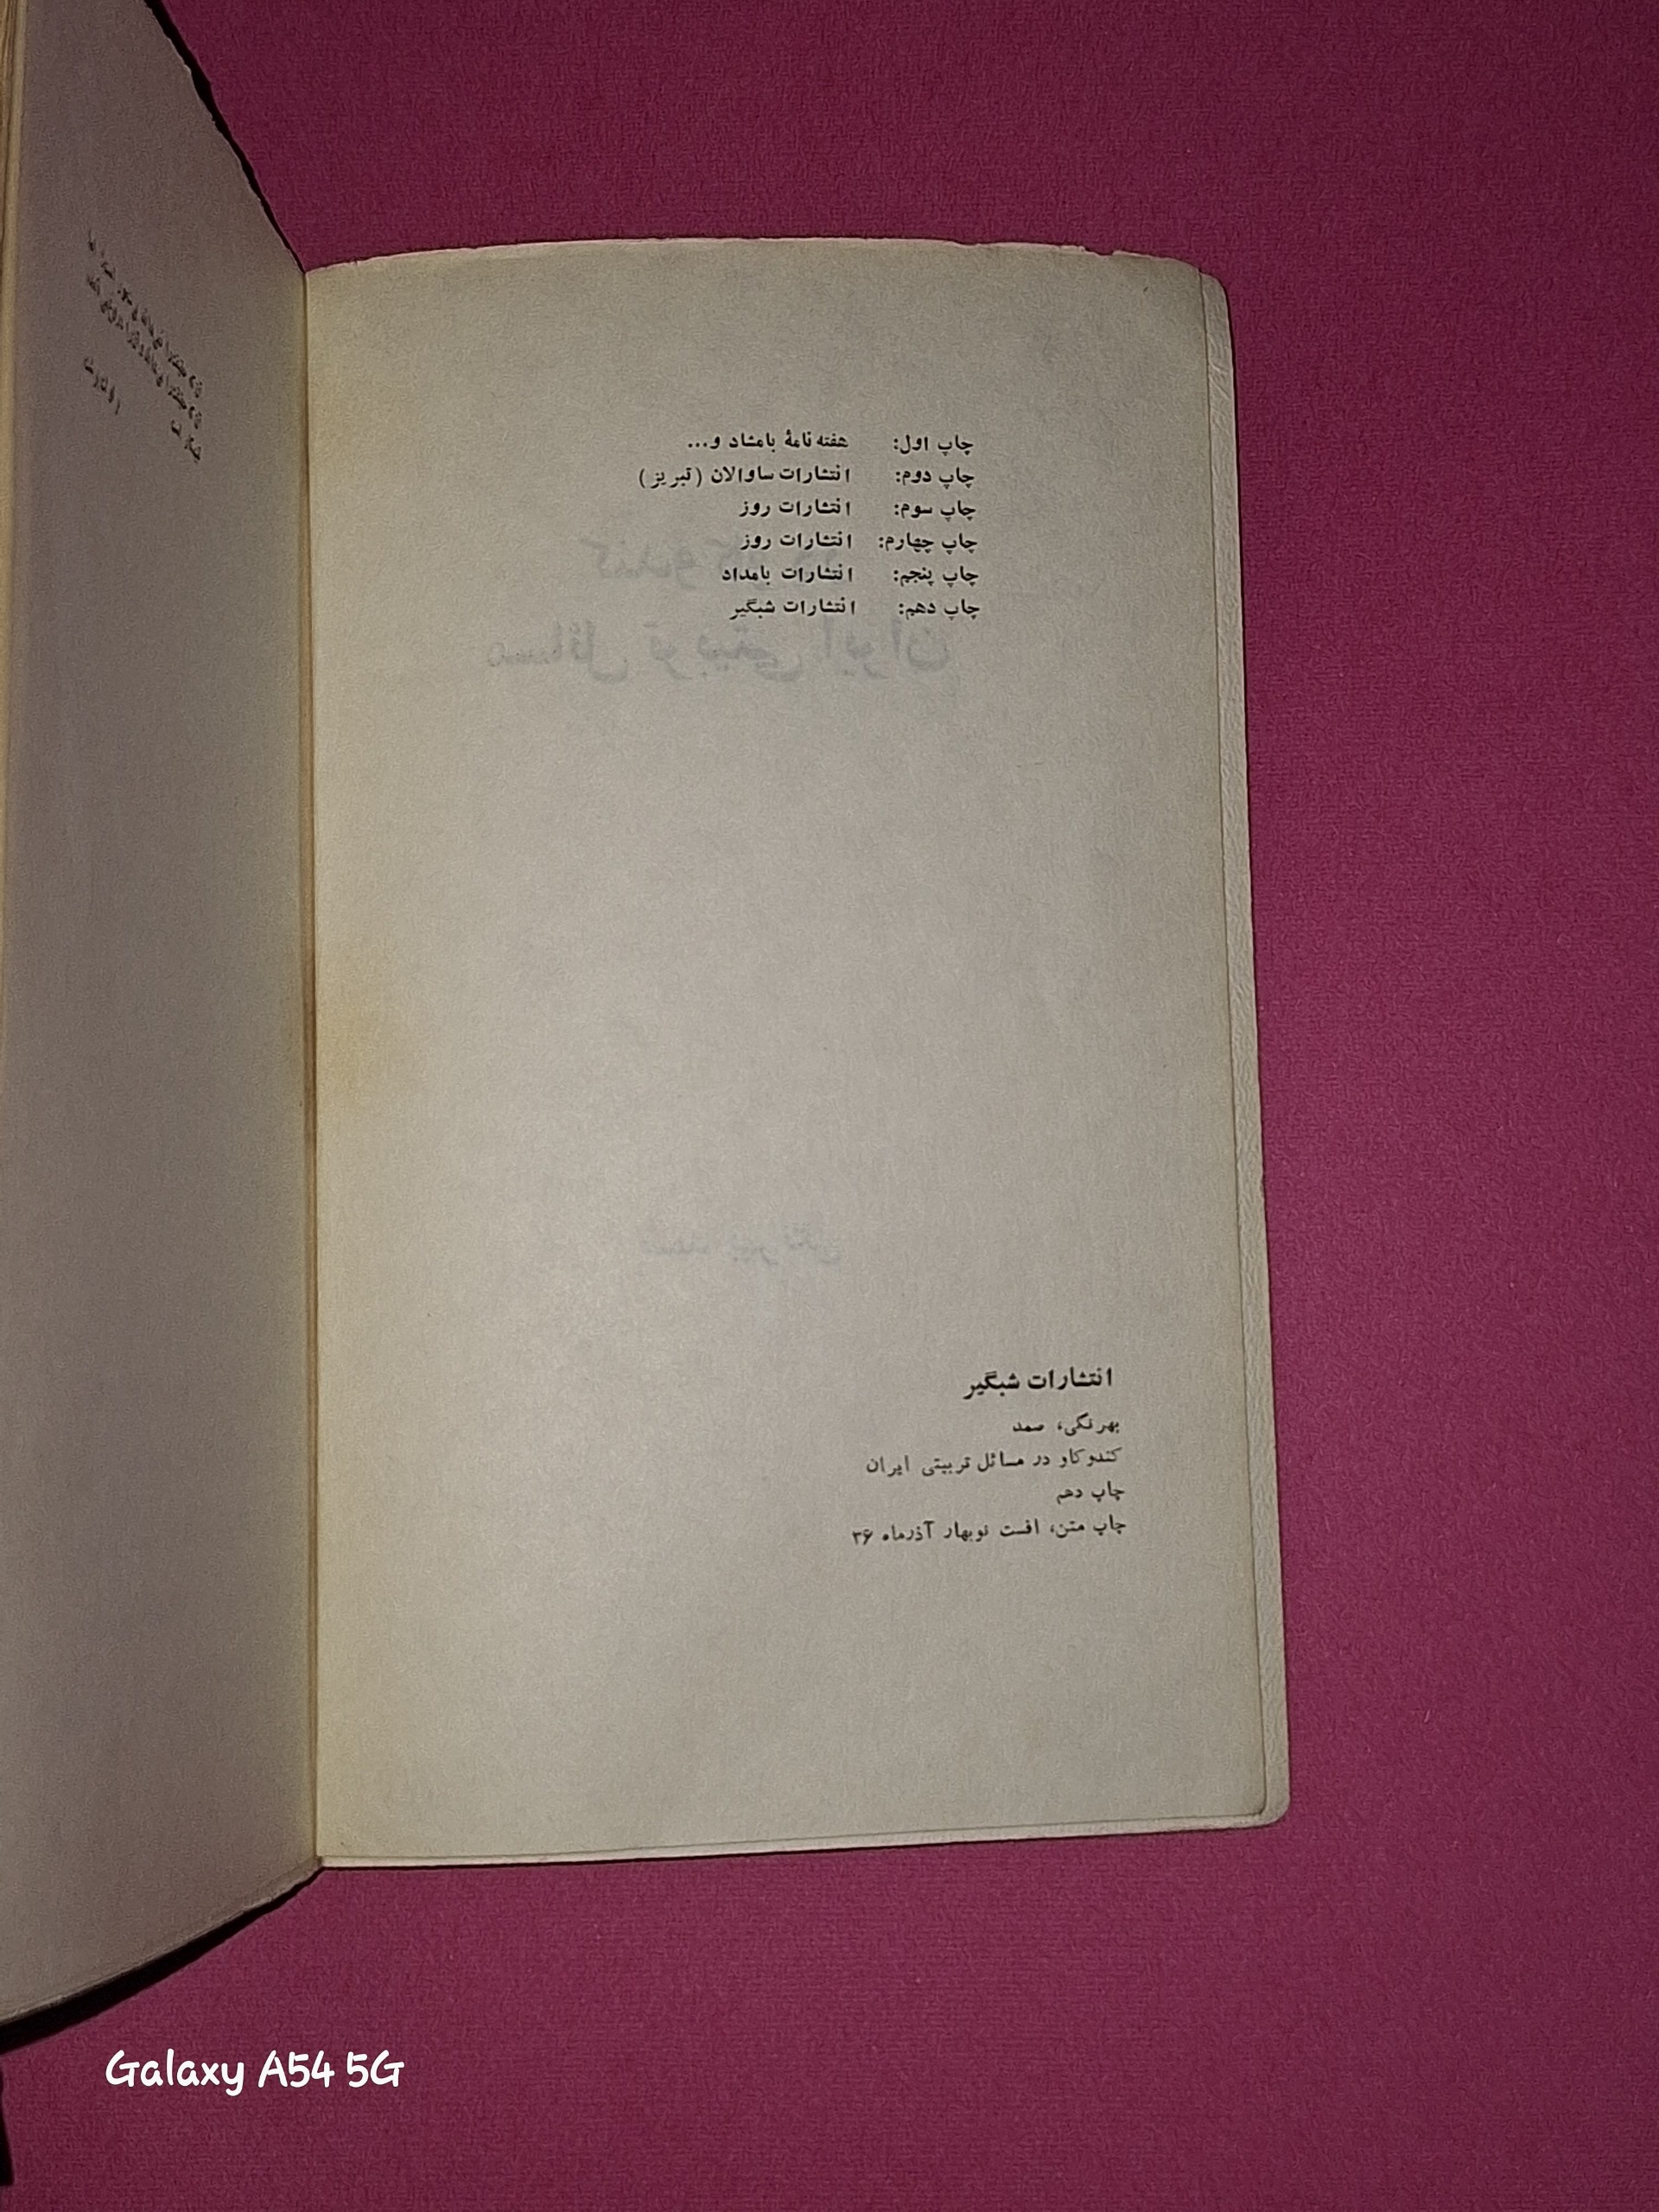 چاپ اول: هفته نامهٔ بامشاد و...
چاپ دوم: انتشارات ساوالان (تبریز)
چاپ سوم: انتشارات روز
چاپ چهارم: انتشارات روز
چاپ پنجم: انتشارات بامداد
چاپ دهم: انتشارات شبگیر
انتشارات شبگیر
بهرنگی، صمد
کندوکاو در مسائل تربیتی ایران
چاپ دهم
چاپ متن، افست نوبهار آذرماه ۳۶
Galaxy A54 5G